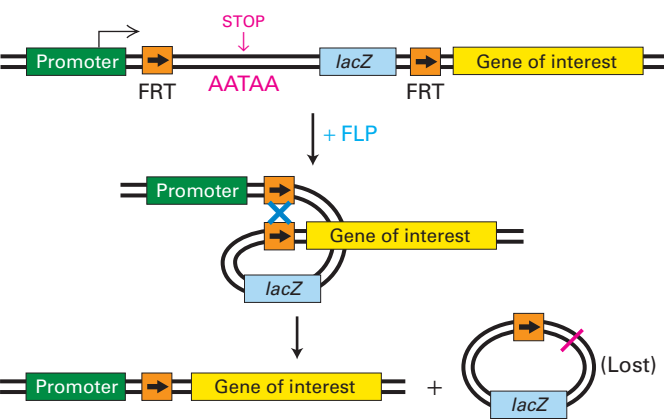 STOP
Promoter
FRT
AATAA
lacZ
FRT
Gene of interest
+ FLP
Promoter
Gene of interest
lacZ
Promoter
Gene of interest
+
(Lost)
lacZ